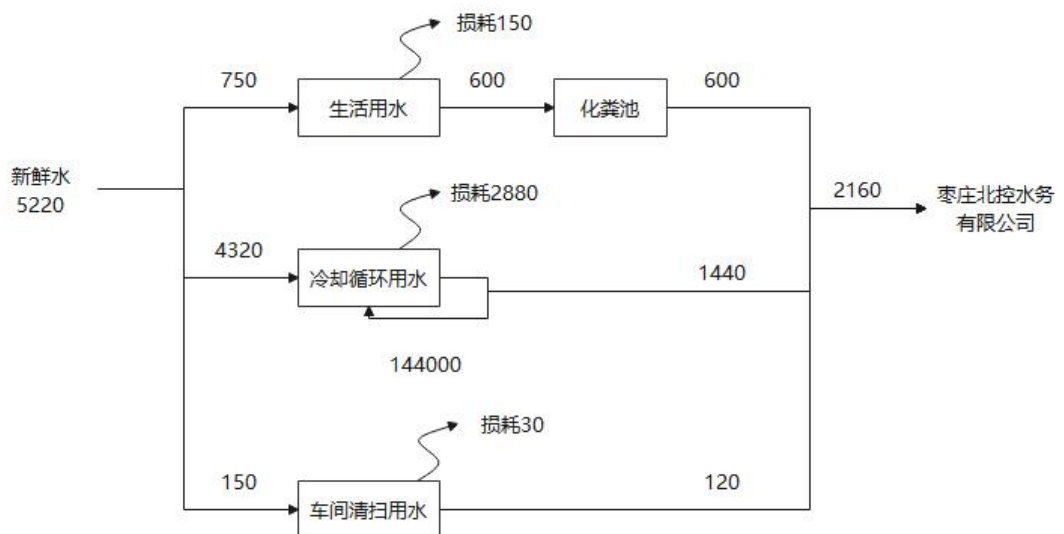 损耗150
750
生活用水
600
化粪池
600
新鲜水
5220
损耗2880
2160
枣庄北控水务
有限公司
4320
冷却循环用水
1440
144000
损耗30
150
车间清扫用水
120